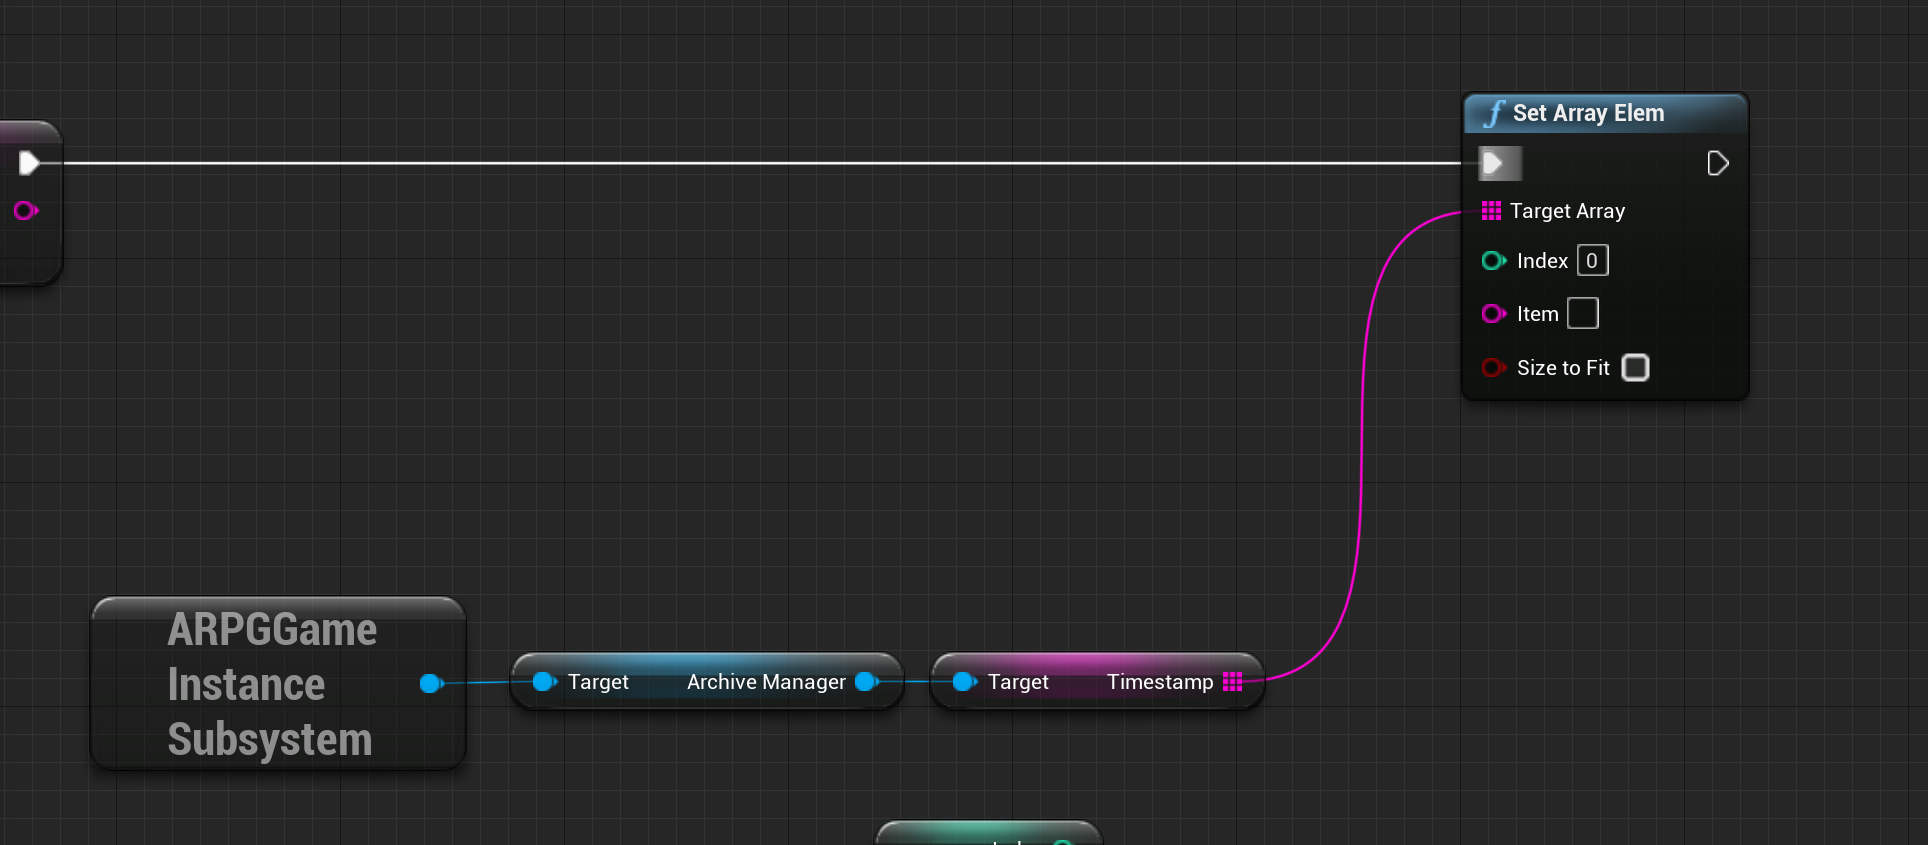 Set Array Elem
Target Array
Index 0
Item
Size to Fit
ARPGGame
Instance
Subsystem
Target Archive Manager
Target Timestamp